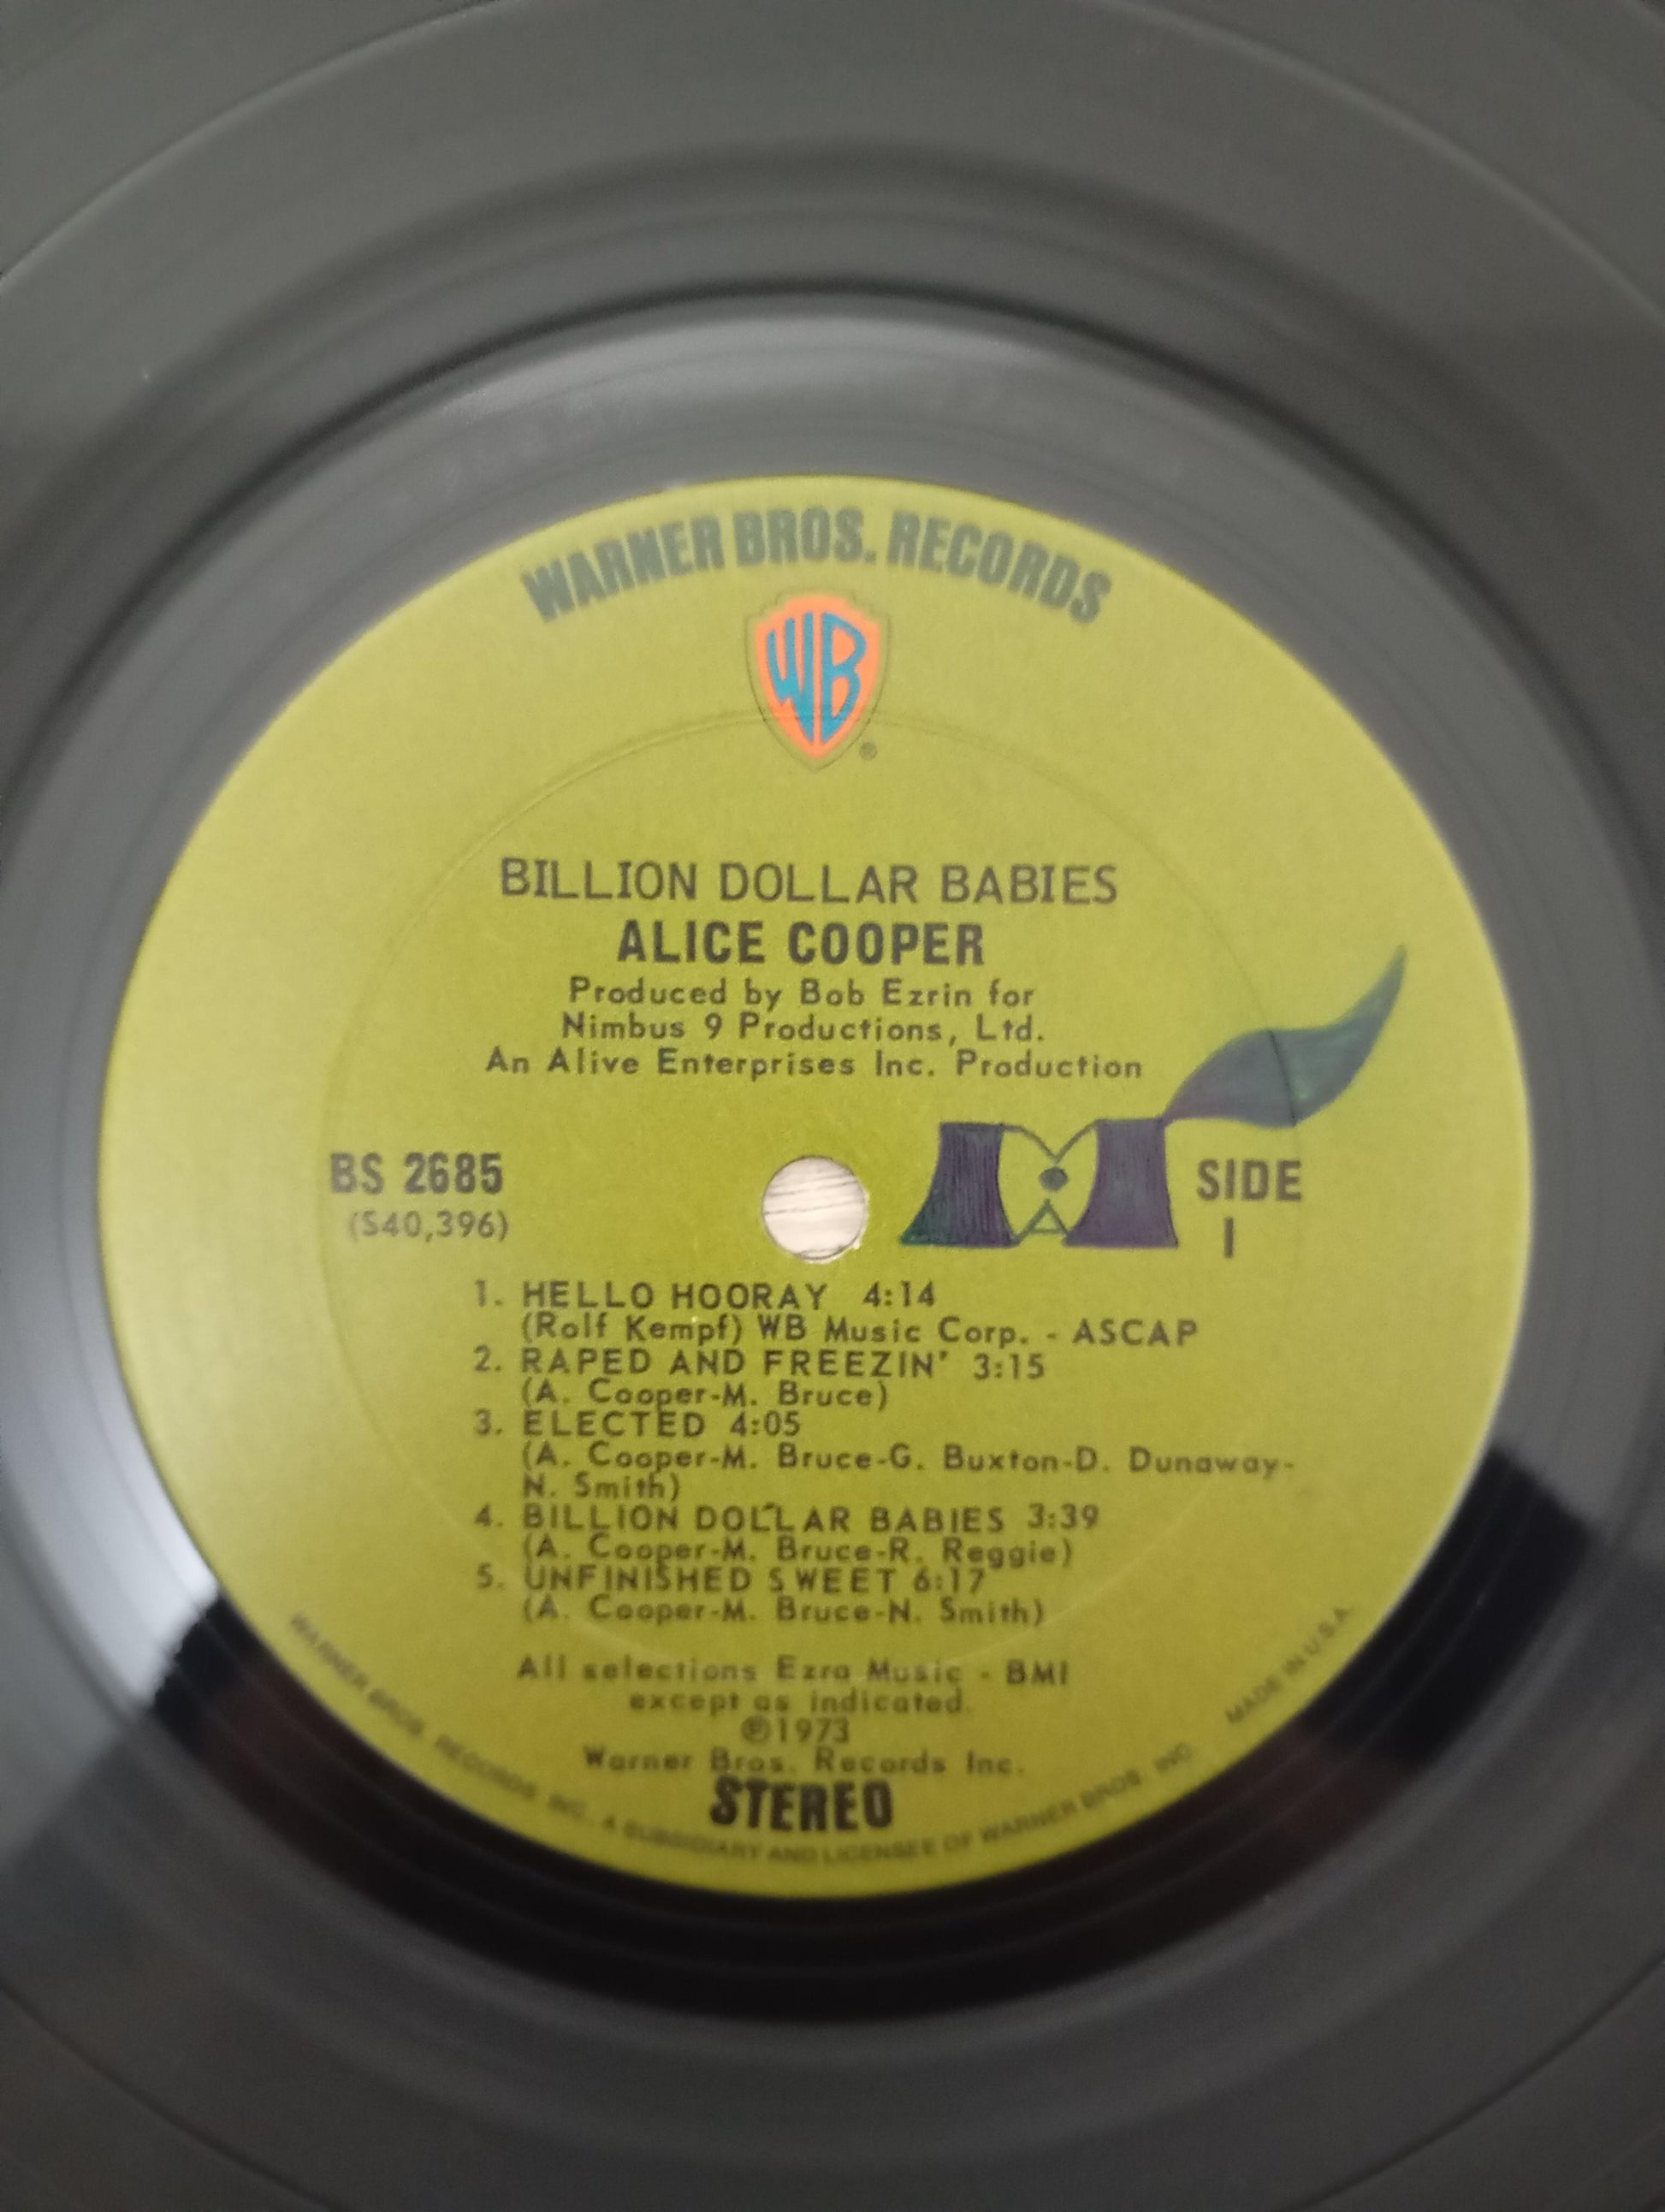 WARNER BROS. RECORDS
WB
®
BILLION DOLLAR BABIES
ALICE COOPER
Produced by Bob Ezrin for
Nimbus 9 Productions, Ltd.
An Alive Enterprises Inc. Production
BS 2685
(S40,396)
SIDE
1
1. HELLO HOORAY 4:14
(Rolf Kempf) WB Music Corp. - ASCAP
2. RAPED AND FREEZIN' 3:15
(A. Cooper-M. Bruce)
3. ELECTED 4:05
(A. Cooper-M. Bruce-G. Buxton-D. Dunaway-
N. Smith)
4. BILLION DOLLAR BABIES 3:39
(A. Cooper-M. Bruce-R. Reggie)
5. UNFINISHED SWEET 6:17
(A. Cooper-M. Bruce-N. Smith)
All selections Ezra Music - BMI
except as indicated.
℗1973
Warner Bros. Records Inc.
STEREO
WARNER BROS. RECORDS INC., A SUBSIDIARY AND LICENSEE OF WARNER BROS. INC. MADE IN U.S.A.